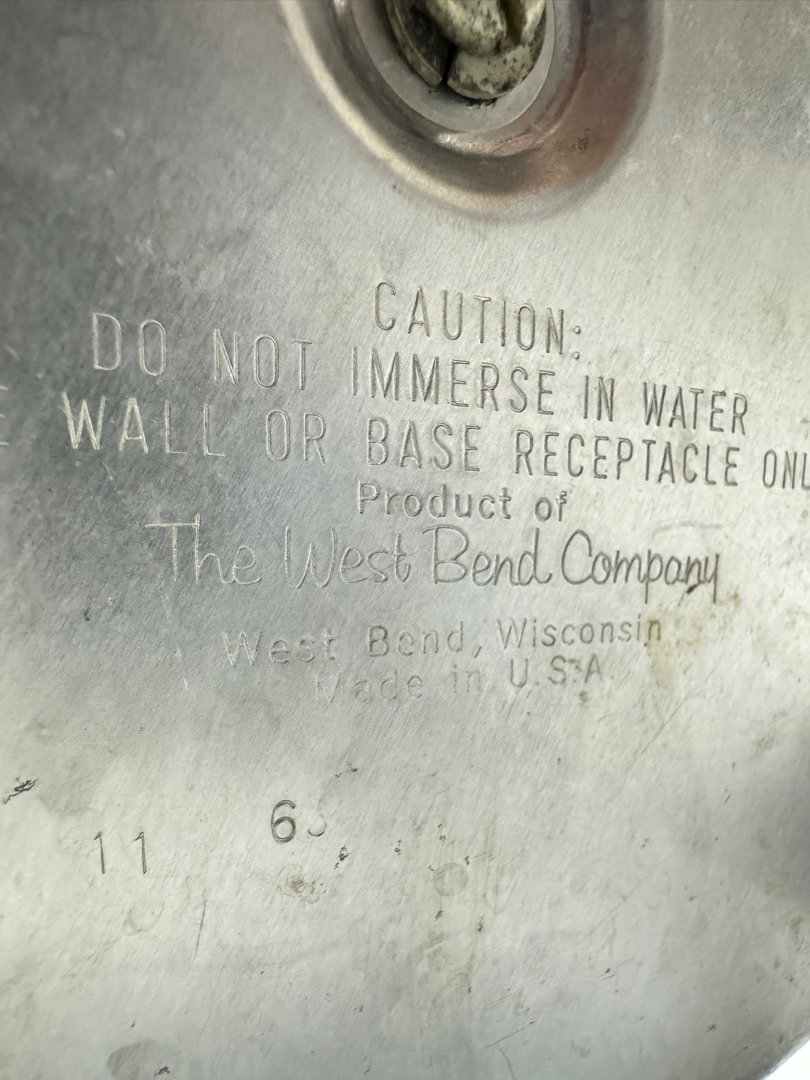 CAUTION:
DO NOT IMMERSE IN WATER
WALL OR BASE RECEPTACLE
Product of
The West Bend Company
West Bend, Wisconsin
Made in U.S.A
6
11